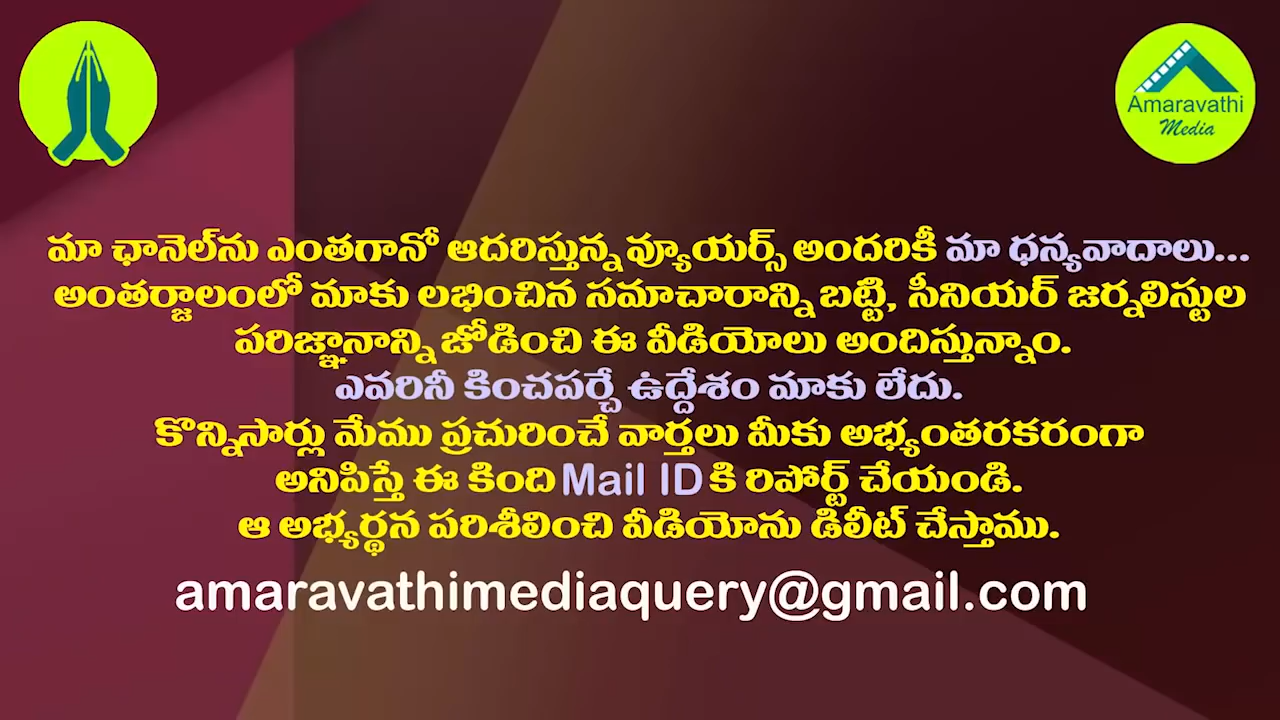 Amaravathi
Media
మా ఛానెల్‌ను ఎంతగానో ఆదరిస్తున్న వ్యూయర్స్ అందరికీ మా ధన్యవాదాలు...
అంతర్జాలంలో మాకు లభించిన సమాచారాన్ని బట్టి, సీనియర్ జర్నలిస్టుల
పరిజ్ఞానాన్ని జోడించి ఈ వీడియోలు అందిస్తున్నాం.
ఎవరినీ కించపర్చే ఉద్దేశం మాకు లేదు.
కొన్నిసార్లు మేము ప్రచురించే వార్తలు మీకు అభ్యంతరకరంగా
అనిపిస్తే ఈ కింది Mail ID కి రిపోర్ట్ చేయండి.
ఆ అభ్యర్థన పరిశీలించి వీడియోను డిలీట్ చేస్తాము.
amaravathimediaquery@gmail.com